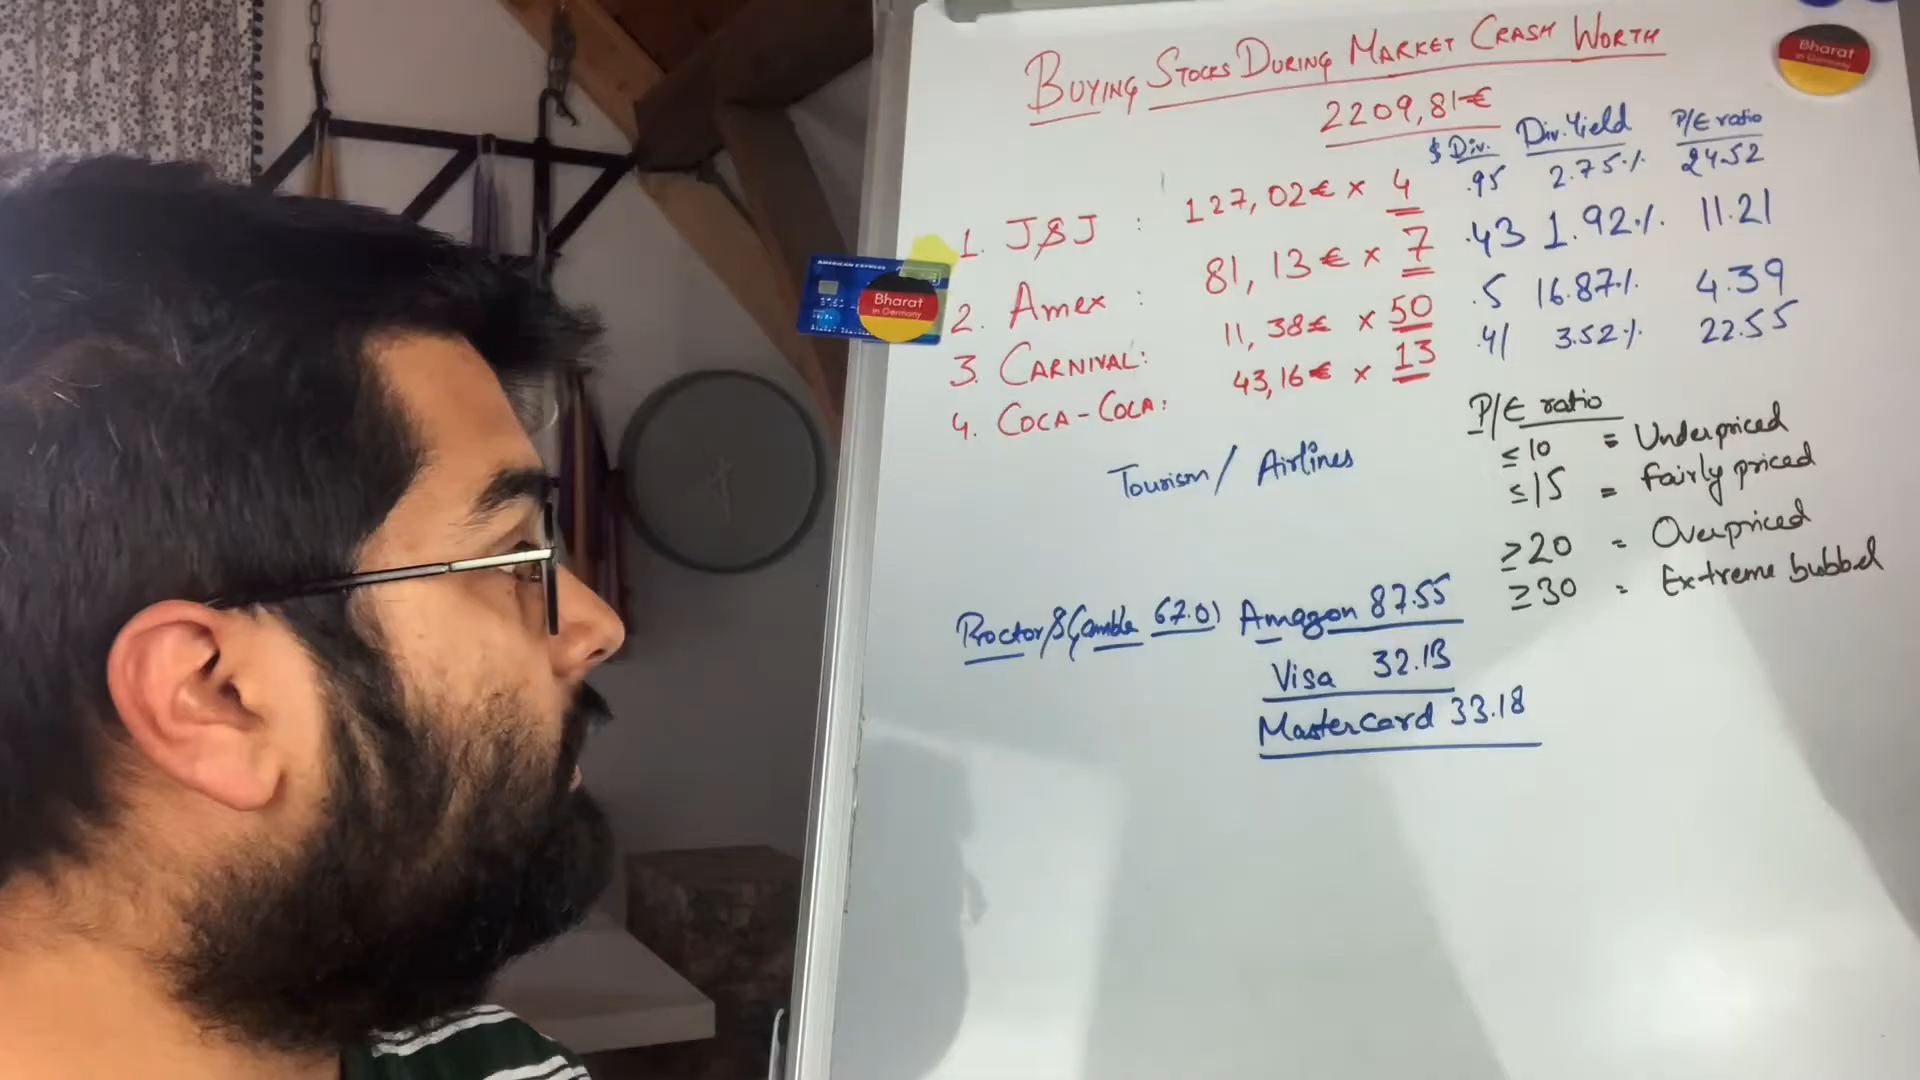 BUYING STOCKS DURING MARKET CRASH WORTH
2209,81€
$ Div. Div. Yield P/E ratio
1. J&J : 127,02€ x 4 .95 2.75% 24.52
2. Amex : 81,13€ x 7 .43 1.92% 11.21
3. CARNIVAL: 11,38€ x 50 .5 16.87% 4.39
4. COCA-COCA: 43,16€ x 13 .41 3.52% 22.55
Tourism/ Airlines
P/E ratio
≤10 = Underpriced
≤15 = Fairly priced
≥20 = Overpriced
≥30 = Extreme bubbel
Proctor&Gamble 67.01 Amazon 87.55
Visa 32.13
Mastercard 33.18
Bharat
in Germany
AMERICAN EXPRESS
Bharat
in Germany